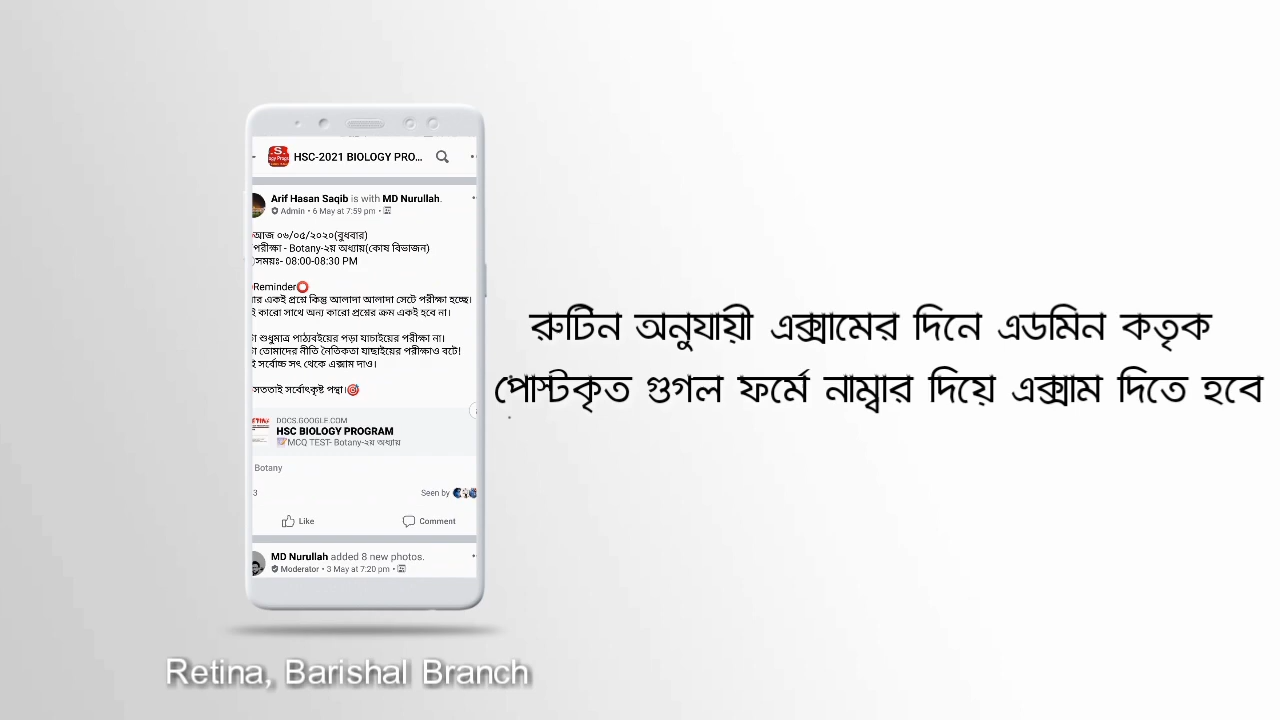 HSC-2021 BIOLOGY PRO...
Arif Hasan Saqib is with MD Nurullah.
Admin • 6 May at 7:59 pm •
আজ ০৬/০৫/২০২০(বুধবার)
পরীক্ষা - Botany-২য় অধ্যায়(কোষ বিভাজন)
সময়ঃ- 08:00-08:30 PM
Reminder⭕
একই প্রশ্নে কিন্তু আলাদা আলাদা সেটে পরীক্ষা হচ্ছে।
কারো সাথে অন্য কারো প্রশ্নের ক্রম একই হবে না।
শুধুমাত্র পাঠ্যবইয়ের পড়া যাচাইয়ের পরীক্ষা না।
তোমাদের নীতি নৈতিকতা যাছাইয়ের পরীক্ষাও বটে!
সর্বোচ্চ সৎ থেকে এক্সাম দাও।
সততাই সর্বোৎকৃষ্ট পন্থা।🎯
DOCS.GOOGLE.COM
HSC BIOLOGY PROGRAM
📝MCQ TEST- Botany-২য় অধ্যায়
Botany
3
Seen by
Like
Comment
MD Nurullah added 8 new photos.
Moderator • 3 May at 7:20 pm •
রুটিন অনুযায়ী এক্সামের দিনে এডমিন কতৃক
পোস্টকৃত গুগল ফর্মে নাম্বার দিয়ে এক্সাম দিতে হবে
Retina, Barishal Branch